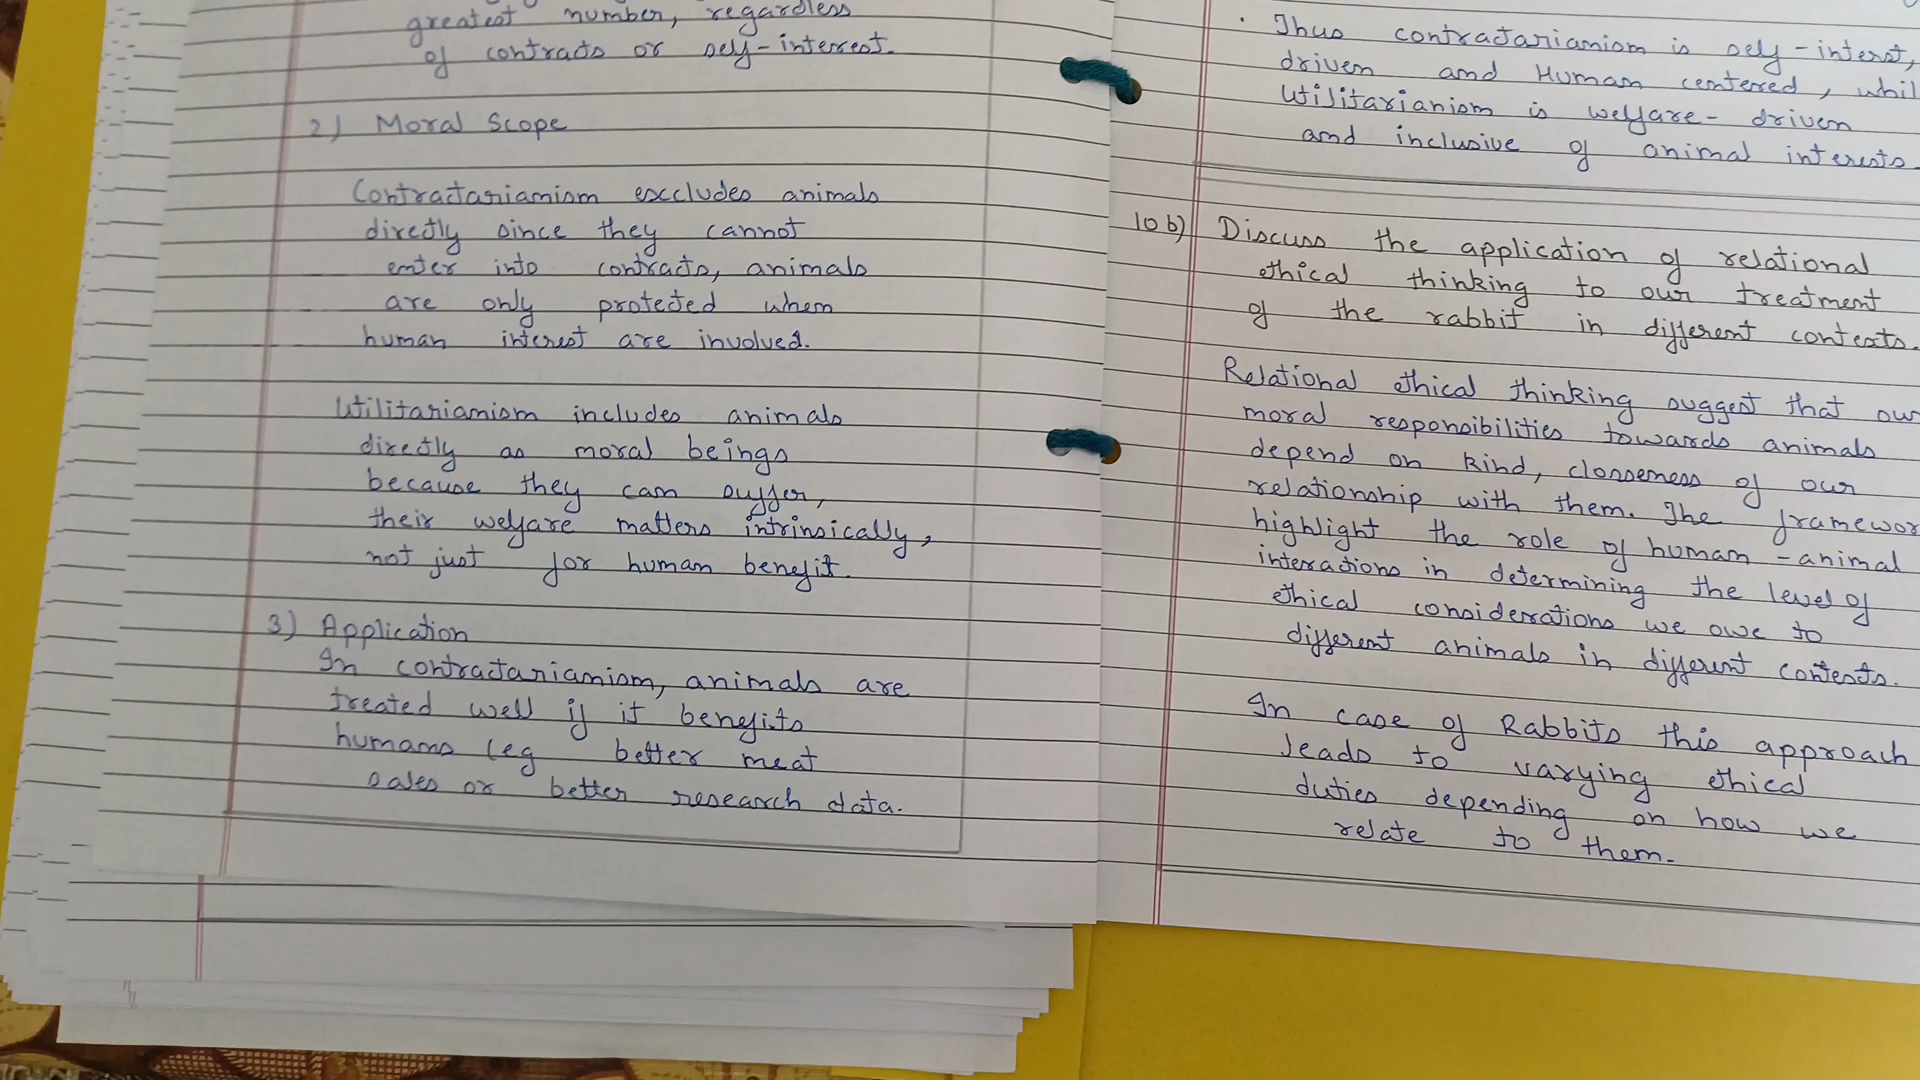 greatest number, regardless
of contracts or self-interest.
2) Moral Scope
Contractarianism excludes animals
directly since they cannot
enter into contracts, animals
are only protected when
human interest are involved.
Utilitarianism includes animals
directly as moral beings
because they can suffer,
their welfare matters intrinsically,
not just for human benefit.
3) Application
In contractarianism, animals are
treated well if it benefits
humans (eg better meat
sales or better research data.
· Thus contractarianism is self-interst,
driven and Human centered, whil
Utilitarianism is welfare-driven
and inclusive of animal interests.
10 b) Discuss the application of relational
ethical thinking to our treatment
of the rabbit in different contexts.
Relational ethical thinking suggest that our
moral responsibilities towards animals
depend on kind, closseness of our
relationship with them. The framewor
highlight the role of human-animal
interactions in determining the level of
ethical considerations we owe to
different animals in different contexts.
In case of Rabbits this approach
leads to varying ethical
duties depending on how we
relate to them.